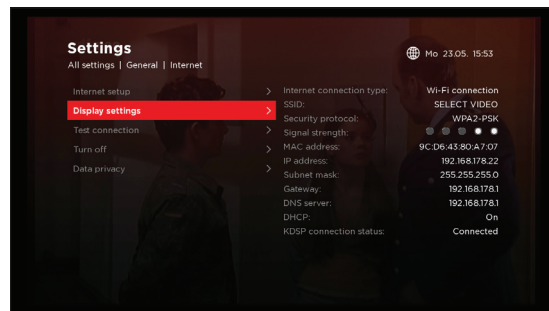 Settings
Mo 23.05. 15:53
All settings | General | Internet
Internet setup >
Display settings >
Test connection >
Turn off >
Data privacy >
Internet connection type: Wi-Fi connection
SSID: SELECT VIDEO
Security protocol: WPA2-PSK
Signal strength:
MAC address: 9C:D6:43:80:A7:07
IP address: 192.168.178.22
Subnet mask: 255.255.255.0
Gateway: 192.168.178.1
DNS server: 192.168.178.1
DHCP: On
KDSP connection status: Connected